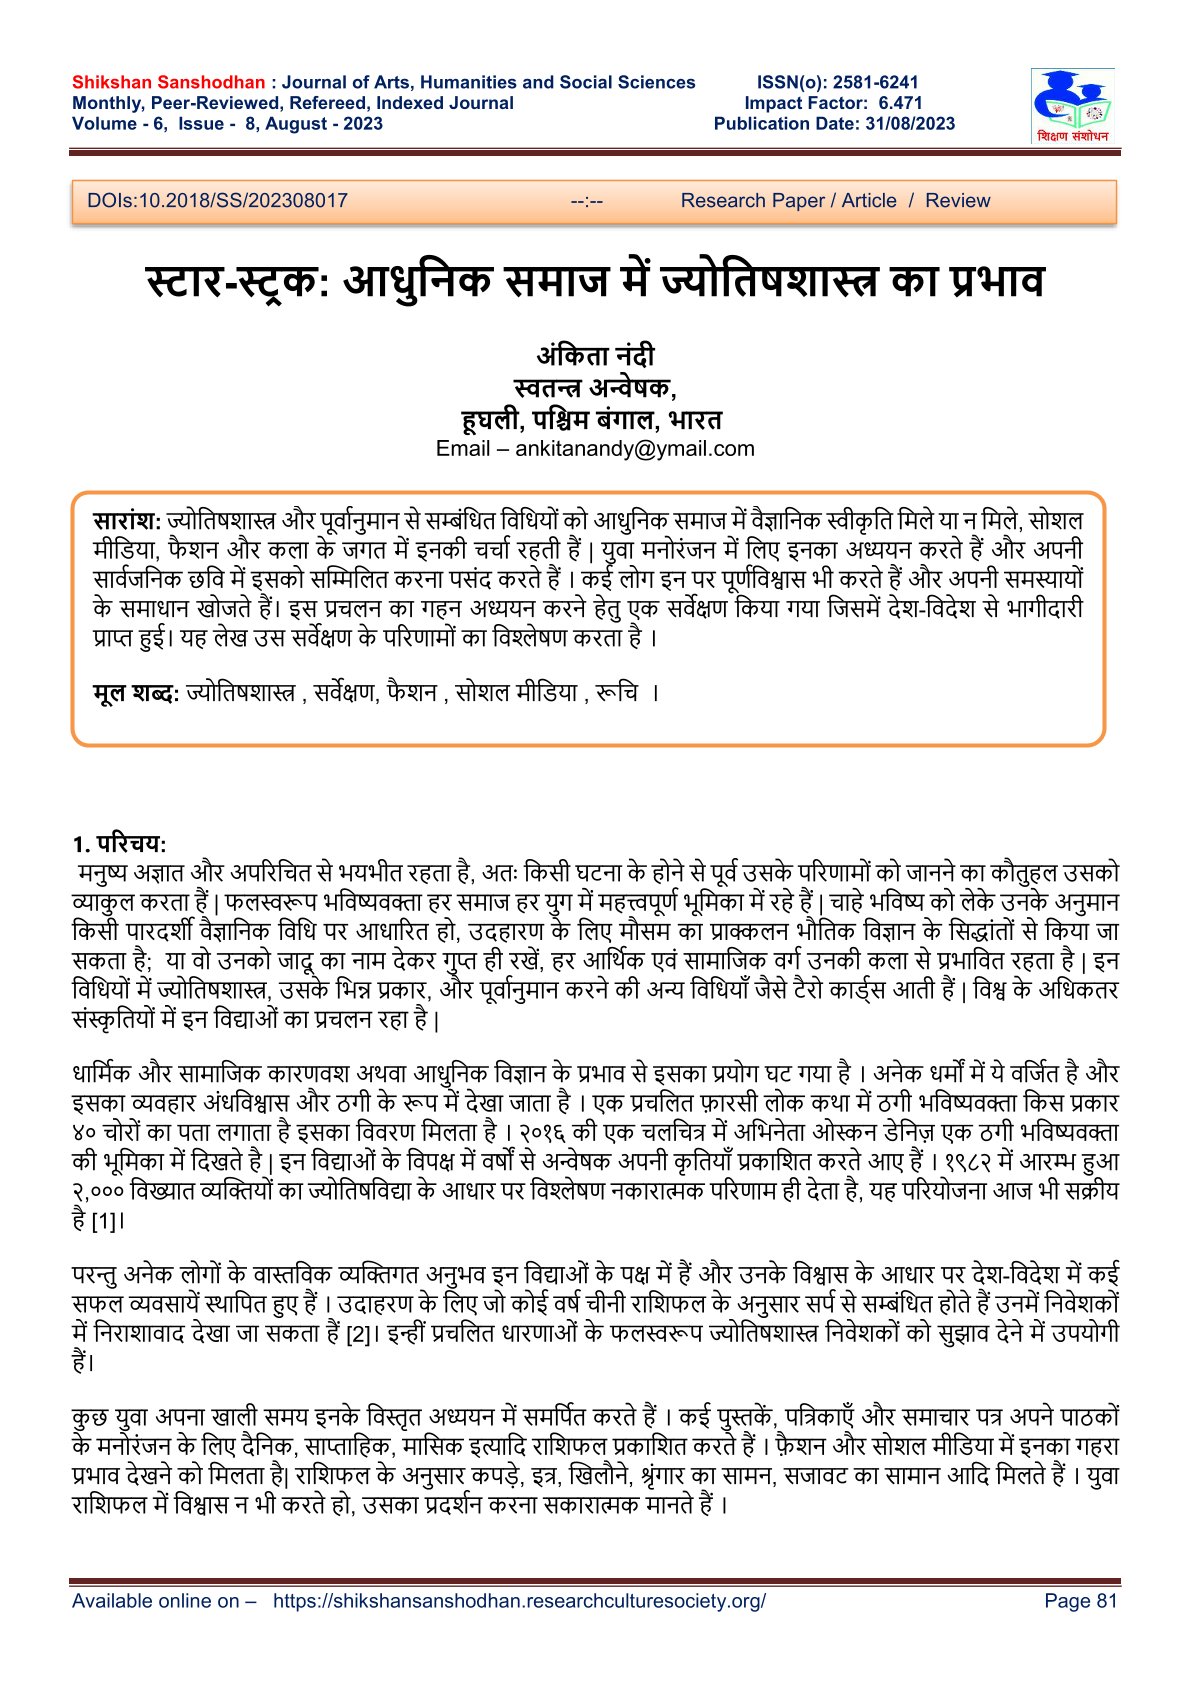 Shikshan Sanshodhan : Journal of Arts, Humanities and Social Sciences ISSN(o): 2581-6241
Monthly, Peer-Reviewed, Refereed, Indexed Journal Impact Factor: 6.471
Volume - 6, Issue - 8, August - 2023 Publication Date: 31/08/2023
शिक्षण संशोधन
DOIs:10.2018/SS/202308017 --:-- Research Paper / Article / Review
स्टार-स्ट्रक: आधुनिक समाज में ज्योतिषशास्त्र का प्रभाव
अंकिता नंदी
स्वतन्त्र अन्वेषक,
हूघली, पश्चिम बंगाल, भारत
Email – ankitanandy@ymail.com
सारांश: ज्योतिषशास्त्र और पूर्वानुमान से सम्बंधित विधियों को आधुनिक समाज में वैज्ञानिक स्वीकृति मिले या न मिले, सोशल
मीडिया, फैशन और कला के जगत में इनकी चर्चा रहती हैं | युवा मनोरंजन में लिए इनका अध्ययन करते हैं और अपनी
सार्वजनिक छवि में इसको सम्मिलित करना पसंद करते हैं । कई लोग इन पर पूर्णविश्वास भी करते हैं और अपनी समस्यायों
के समाधान खोजते हैं। इस प्रचलन का गहन अध्ययन करने हेतु एक सर्वेक्षण किया गया जिसमें देश-विदेश से भागीदारी
प्राप्त हुई। यह लेख उस सर्वेक्षण के परिणामों का विश्लेषण करता है ।
मूल शब्द: ज्योतिषशास्त्र , सर्वेक्षण, फैशन , सोशल मीडिया , रूचि ।
1. परिचय:
मनुष्य अज्ञात और अपरिचित से भयभीत रहता है, अतः किसी घटना के होने से पूर्व उसके परिणामों को जानने का कौतुहल उसको
व्याकुल करता हैं | फलस्वरूप भविष्यवक्ता हर समाज हर युग में महत्त्वपूर्ण भूमिका में रहे हैं | चाहे भविष्य को लेके उनके अनुमान
किसी पारदर्शी वैज्ञानिक विधि पर आधारित हो, उदहारण के लिए मौसम का प्राक्कलन भौतिक विज्ञान के सिद्धांतों से किया जा
सकता है; या वो उनको जादू का नाम देकर गुप्त ही रखें, हर आर्थिक एवं सामाजिक वर्ग उनकी कला से प्रभावित रहता है | इन
विधियों में ज्योतिषशास्त्र, उसके भिन्न प्रकार, और पूर्वानुमान करने की अन्य विधियाँ जैसे टैरो कार्ड्स आती हैं | विश्व के अधिकतर
संस्कृतियों में इन विद्याओं का प्रचलन रहा है |
धार्मिक और सामाजिक कारणवश अथवा आधुनिक विज्ञान के प्रभाव से इसका प्रयोग घट गया है । अनेक धर्मों में ये वर्जित है और
इसका व्यवहार अंधविश्वास और ठगी के रूप में देखा जाता है । एक प्रचलित फ़ारसी लोक कथा में ठगी भविष्यवक्ता किस प्रकार
४० चोरों का पता लगाता है इसका विवरण मिलता है । २०१६ की एक चलचित्र में अभिनेता ओस्कन डेनिज़ एक ठगी भविष्यवक्ता
की भूमिका में दिखते है | इन विद्याओं के विपक्ष में वर्षों से अन्वेषक अपनी कृतियाँ प्रकाशित करते आए हैं । १९८२ में आरम्भ हुआ
२,००० विख्यात व्यक्तियों का ज्योतिषविद्या के आधार पर विश्लेषण नकारात्मक परिणाम ही देता है, यह परियोजना आज भी सक्रीय
है [1]।
परन्तु अनेक लोगों के वास्तविक व्यक्तिगत अनुभव इन विद्याओं के पक्ष में हैं और उनके विश्वास के आधार पर देश-विदेश में कई
सफल व्यवसायें स्थापित हुए हैं । उदाहरण के लिए जो कोई वर्ष चीनी राशिफल के अनुसार सर्प से सम्बंधित होते हैं उनमें निवेशकों
में निराशावाद देखा जा सकता हैं [2]। इन्हीं प्रचलित धारणाओं के फलस्वरूप ज्योतिषशास्त्र निवेशकों को सुझाव देने में उपयोगी
हैं।
कुछ युवा अपना खाली समय इनके विस्तृत अध्ययन में समर्पित करते हैं । कई पुस्तकें, पत्रिकाएँ और समाचार पत्र अपने पाठकों
के मनोरंजन के लिए दैनिक, साप्ताहिक, मासिक इत्यादि राशिफल प्रकाशित करते हैं । फ़ैशन और सोशल मीडिया में इनका गहरा
प्रभाव देखने को मिलता है| राशिफल के अनुसार कपड़े, इत्र, खिलौने, श्रृंगार का सामन, सजावट का सामान आदि मिलते हैं । युवा
राशिफल में विश्वास न भी करते हो, उसका प्रदर्शन करना सकारात्मक मानते हैं ।
Available online on – https://shikshansanshodhan.researchculturesociety.org/ Page 81